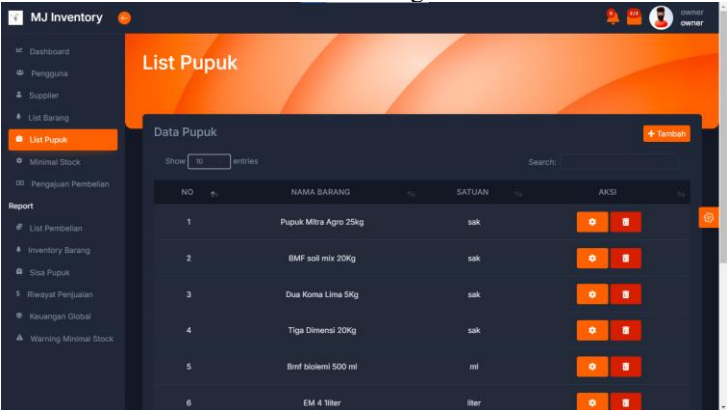 MJ Inventory
owner
owner
Dashboard
Pengguna
Supplier
List Barang
List Pupuk
Minimal Stock
Pengajuan Pembelian
Report
List Pembelian
Inventory Barang
Sisa Pupuk
Riwayat Penjualan
Keuangan Global
Warning Minimal Stock
List Pupuk
Data Pupuk
+ Tambah
Show 10 entries
Search:
NO NAMA BARANG SATUAN AKSI
1 Pupuk Mitra Agro 25kg sak
2 BMF soil mix 20Kg sak
3 Dua Koma Lima 5Kg sak
4 Tiga Dimensi 20Kg sak
5 Bmf biolemi 500 ml ml
6 EM 4 1liter liter